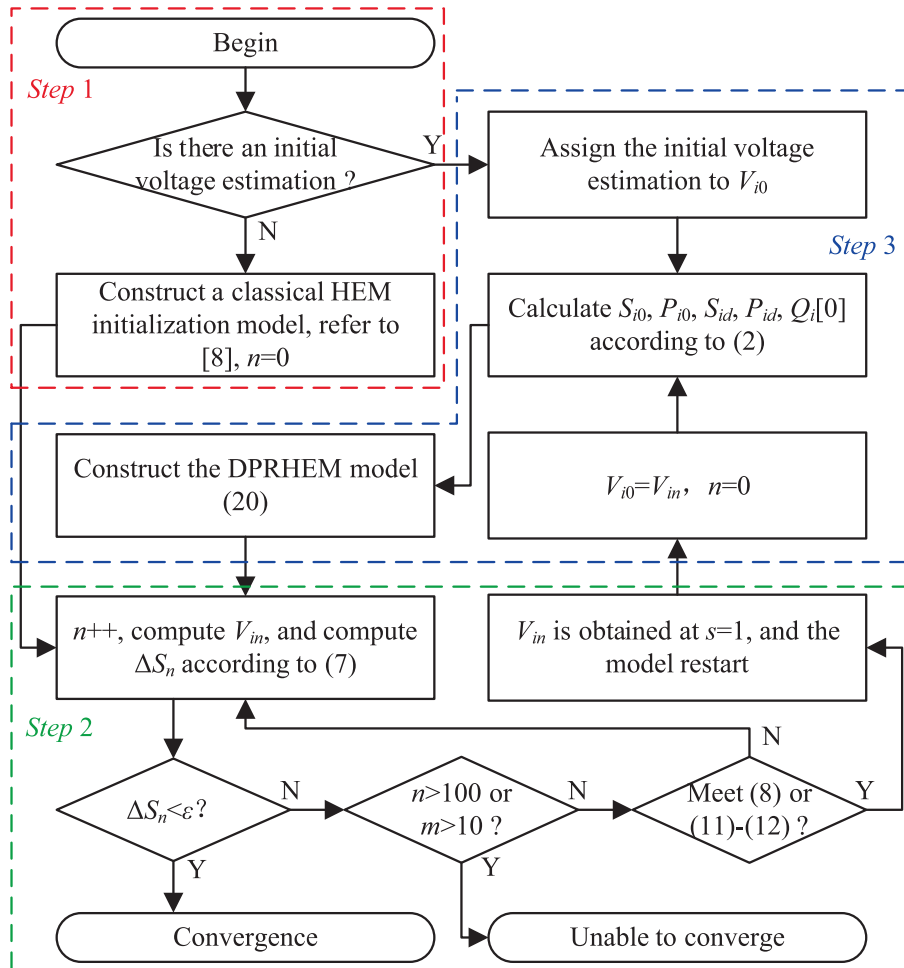 Begin
Step 1
Is there an initial
voltage estimation ?
Y
N
Construct a classical HEM
initialization model, refer to
[8], n=0
Assign the initial voltage
estimation to Vi0
Step 3
Calculate Si0, Pi0, Sid, Pid, Qi[0]
according to (2)
Construct the DPRHEM model
(20)
Vi0=Vin, n=0
n++, compute Vin, and compute
ΔSn according to (7)
Vin is obtained at s=1, and the
model restart
Step 2
ΔSn<ε?
N
Y
n>100 or
m>10 ?
N
Y
Meet (8) or
(11)-(12) ?
N
Y
Convergence
Unable to converge